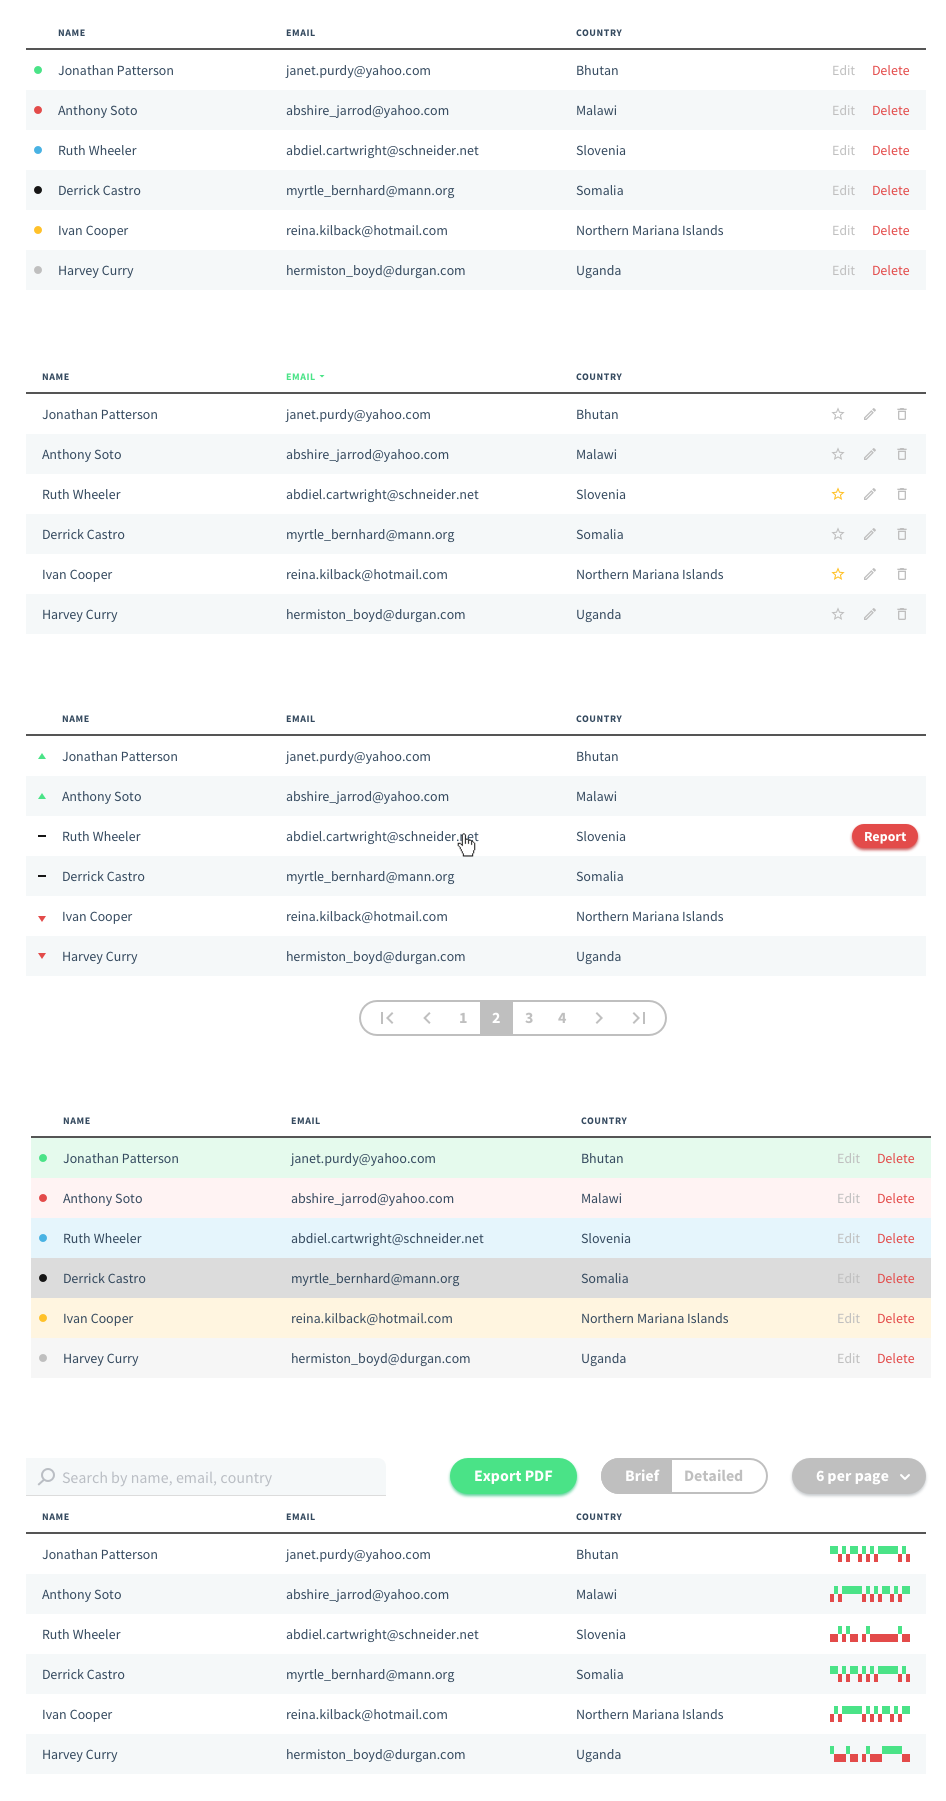 NAME EMAIL COUNTRY
Jonathan Patterson janet.purdy@yahoo.com Bhutan Edit Delete
Anthony Soto abshire_jarrod@yahoo.com Malawi Edit Delete
Ruth Wheeler abdiel.cartwright@schneider.net Slovenia Edit Delete
Derrick Castro myrtle_bernhard@mann.org Somalia Edit Delete
Ivan Cooper reina.kilback@hotmail.com Northern Mariana Islands Edit Delete
Harvey Curry hermiston_boyd@durgan.com Uganda Edit Delete
NAME EMAIL COUNTRY
Jonathan Patterson janet.purdy@yahoo.com Bhutan
Anthony Soto abshire_jarrod@yahoo.com Malawi
Ruth Wheeler abdiel.cartwright@schneider.net Slovenia
Derrick Castro myrtle_bernhard@mann.org Somalia
Ivan Cooper reina.kilback@hotmail.com Northern Mariana Islands
Harvey Curry hermiston_boyd@durgan.com Uganda
NAME EMAIL COUNTRY
Jonathan Patterson janet.purdy@yahoo.com Bhutan
Anthony Soto abshire_jarrod@yahoo.com Malawi
Ruth Wheeler abdiel.cartwright@schneider.net Slovenia Report
Derrick Castro myrtle_bernhard@mann.org Somalia
Ivan Cooper reina.kilback@hotmail.com Northern Mariana Islands
Harvey Curry hermiston_boyd@durgan.com Uganda
1 2 3 4
NAME EMAIL COUNTRY
Jonathan Patterson janet.purdy@yahoo.com Bhutan Edit Delete
Anthony Soto abshire_jarrod@yahoo.com Malawi Edit Delete
Ruth Wheeler abdiel.cartwright@schneider.net Slovenia Edit Delete
Derrick Castro myrtle_bernhard@mann.org Somalia Edit Delete
Ivan Cooper reina.kilback@hotmail.com Northern Mariana Islands Edit Delete
Harvey Curry hermiston_boyd@durgan.com Uganda Edit Delete
Search by name, email, country Export PDF Brief Detailed 6 per page
NAME EMAIL COUNTRY
Jonathan Patterson janet.purdy@yahoo.com Bhutan
Anthony Soto abshire_jarrod@yahoo.com Malawi
Ruth Wheeler abdiel.cartwright@schneider.net Slovenia
Derrick Castro myrtle_bernhard@mann.org Somalia
Ivan Cooper reina.kilback@hotmail.com Northern Mariana Islands
Harvey Curry hermiston_boyd@durgan.com Uganda